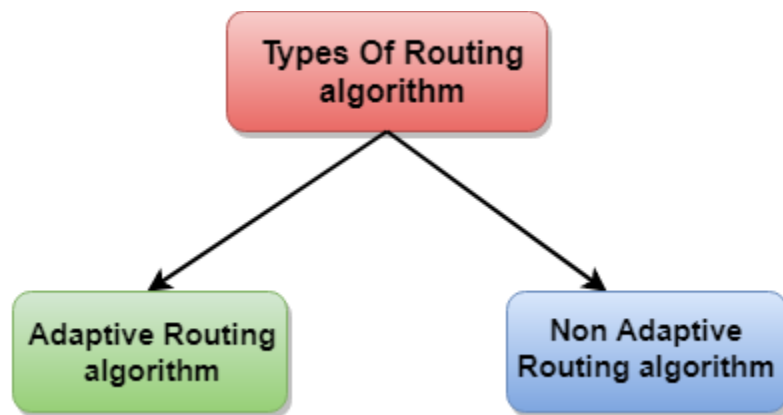 Types Of Routing
algorithm
Adaptive Routing
algorithm
Non Adaptive
Routing algorithm